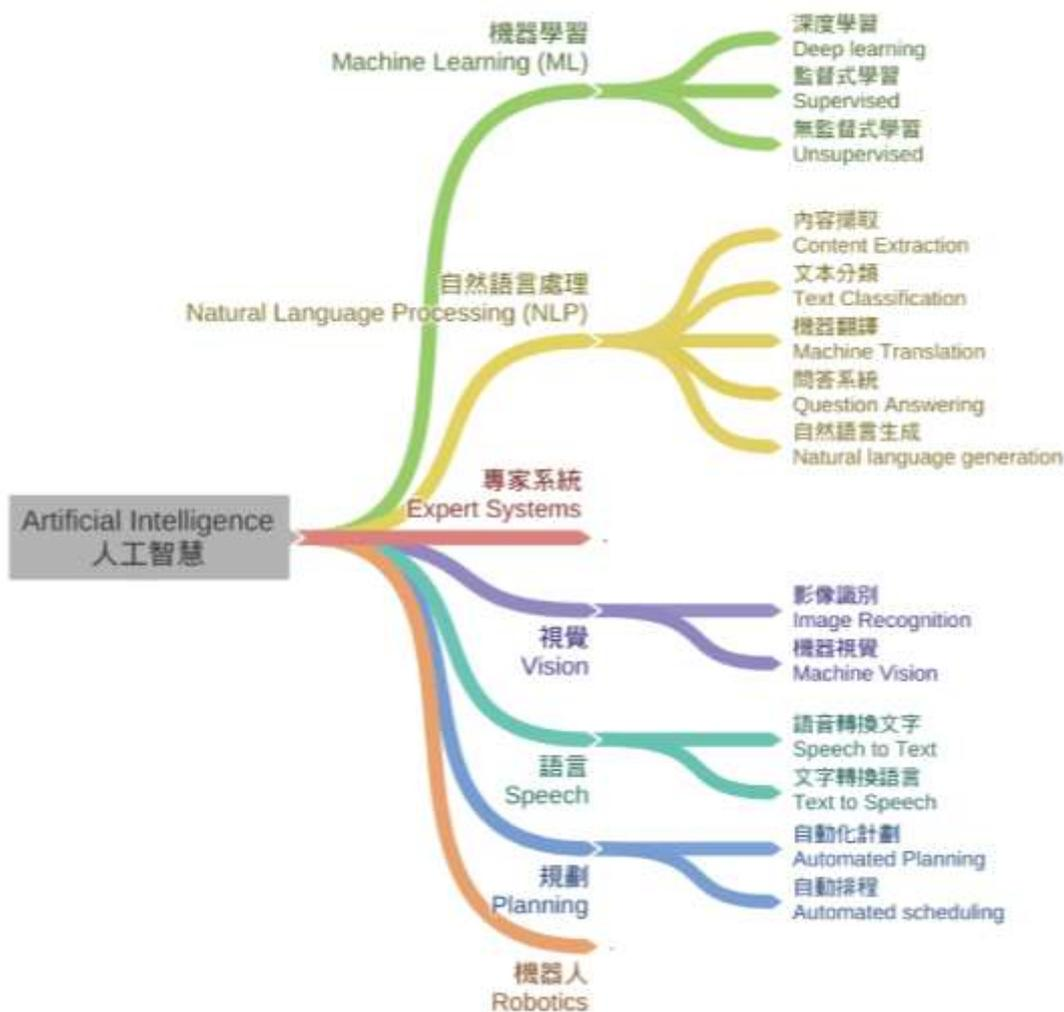 Artificial Intelligence
人工智慧
機器學習
Machine Learning (ML)
深度學習
Deep learning
監督式學習
Supervised
無監督式學習
Unsupervised
自然語言處理
Natural Language Processing (NLP)
內容擷取
Content Extraction
文本分類
Text Classification
機器翻譯
Machine Translation
問答系統
Question Answering
自然語言生成
Natural language generation
專家系統
Expert Systems
視覺
Vision
影像識別
Image Recognition
機器視覺
Machine Vision
語言
Speech
語音轉換文字
Speech to Text
文字轉換語言
Text to Speech
規劃
Planning
自動化計劃
Automated Planning
自動排程
Automated scheduling
機器人
Robotics